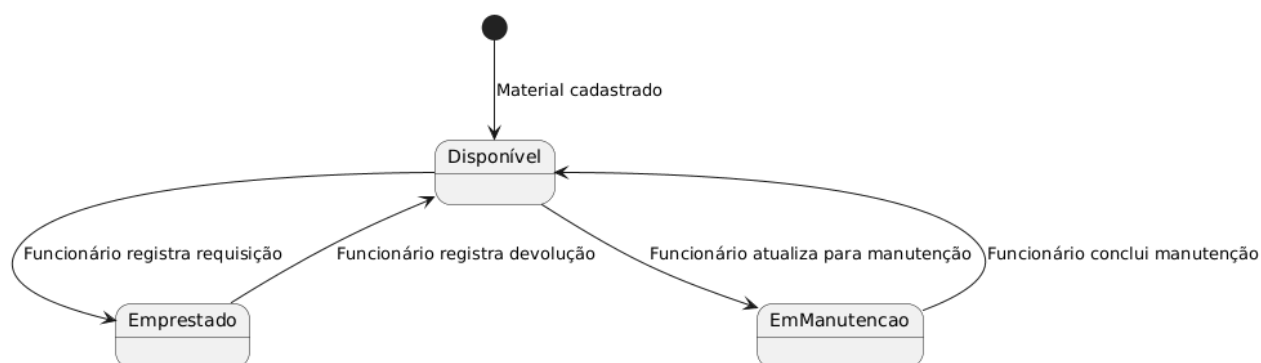 Material cadastrado
Disponível
Funcionário registra requisição
Funcionário registra devolução
Funcionário atualiza para manutenção
Funcionário conclui manutenção
Emprestado
EmManutencao